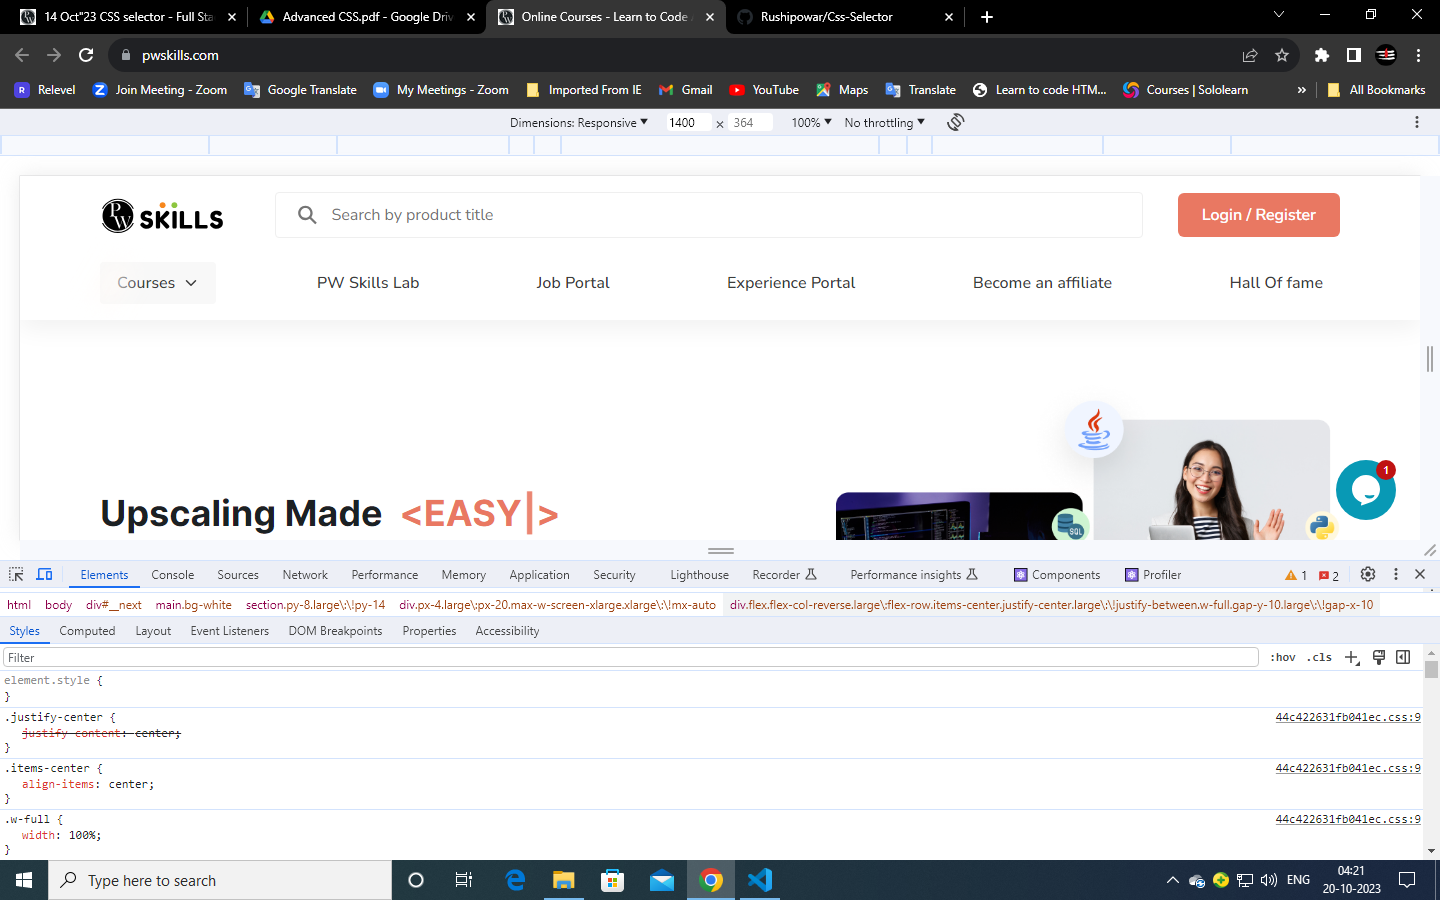 14 Oct"23 CSS selector - Full Sta
Advanced CSS.pdf - Google Driv
Online Courses - Learn to Code
Rushipowar/Css-Selector
pwskills.com
Relevel
Join Meeting - Zoom
Google Translate
My Meetings - Zoom
Imported From IE
Gmail
YouTube
Maps
Translate
Learn to code HTM...
Courses | Sololearn
»
All Bookmarks
Dimensions: Responsive
1400 × 364
100%
No throttling
PW SKILLS
Search by product title
Login / Register
Courses
PW Skills Lab
Job Portal
Experience Portal
Become an affiliate
Hall Of fame
Upscaling Made <EASY|>
SQL
1
Elements
Console
Sources
Network
Performance
Memory
Application
Security
Lighthouse
Recorder
Performance insights
Components
Profiler
1
2
html
body
div#__next
main.bg-white
section.py-8.large\:\!py-14
div.px-4.large\:px-20.max-w-screen-xlarge.xlarge\:\!mx-auto
div.flex.flex-col-reverse.large\:flex-row.items-center.justify-center.large\:\!justify-between.w-full.gap-y-10.large\:\!gap-x-10
Styles
Computed
Layout
Event Listeners
DOM Breakpoints
Properties
Accessibility
Filter
:hov
.cls
element.style {
}
.justify-center {
44c422631fb041ec.css:9
justify-content: center;
}
.items-center {
44c422631fb041ec.css:9
align-items: center;
}
.w-full {
44c422631fb041ec.css:9
width: 100%;
}
Type here to search
ENG
04:21
20-10-2023